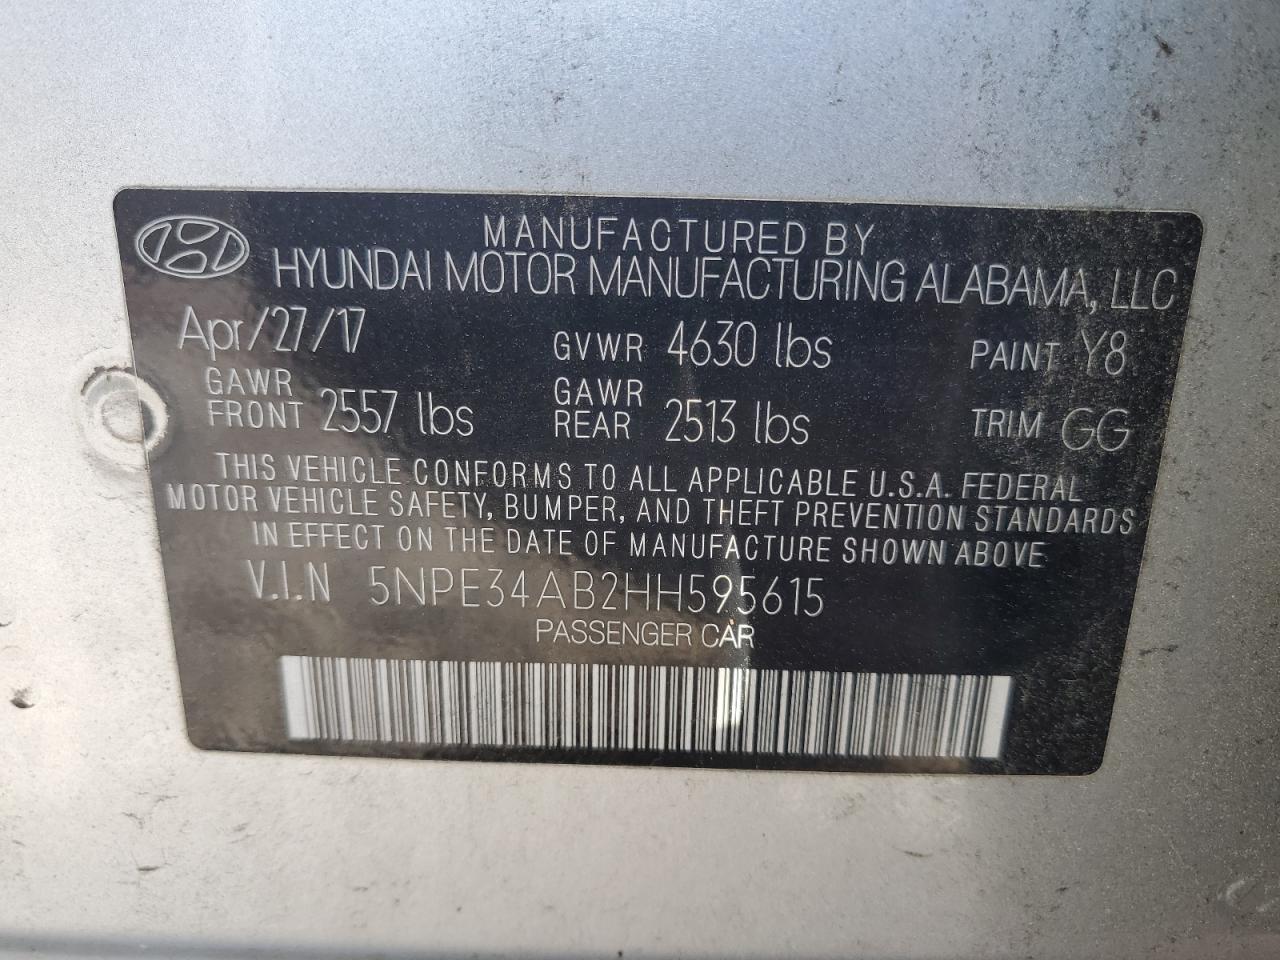 MANUFACTURED BY
HYUNDAI MOTOR MANUFACTURING ALABAMA, LLC
Apr/27/17 GVWR 4630 lbs PAINT Y8
GAWR FRONT 2557 lbs GAWR REAR 2513 lbs TRIM GG
THIS VEHICLE CONFORMS TO ALL APPLICABLE U.S.A. FEDERAL
MOTOR VEHICLE SAFETY, BUMPER, AND THEFT PREVENTION STANDARDS
IN EFFECT ON THE DATE OF MANUFACTURE SHOWN ABOVE
V.I.N 5NPE34AB2HH595615
PASSENGER CAR